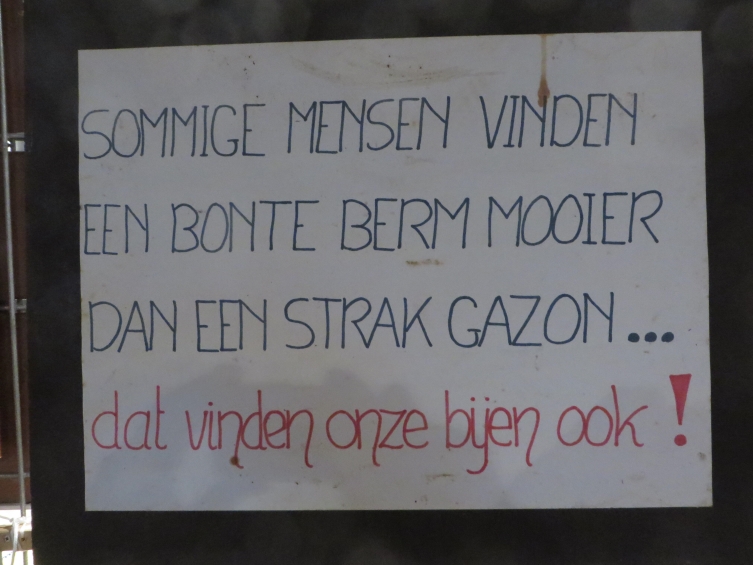 SOMMIGE MENSEN VINDEN
EEN BONTE BERM MOOIER
DAN EEN STRAK GAZON...
dat vinden onze bijen ook!